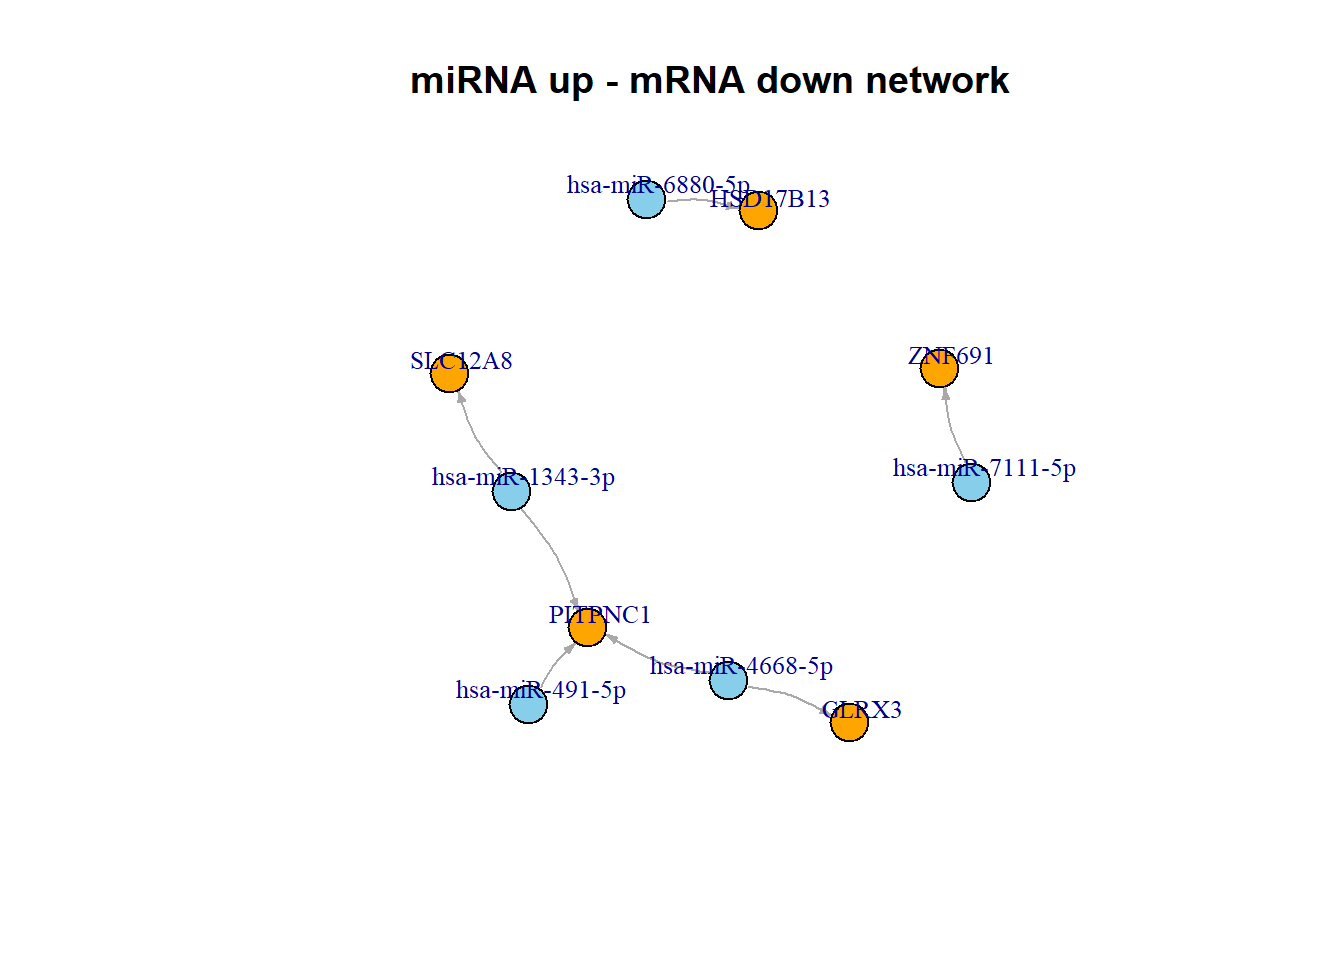 miRNA up - mRNA down network
hsa-miR-6880-5p
HSD17B13
SLC12A8
ZNF691
hsa-miR-1343-3p
hsa-miR-7111-5p
PITPNC1
hsa-miR-4668-5p
hsa-miR-491-5p
GLRX3